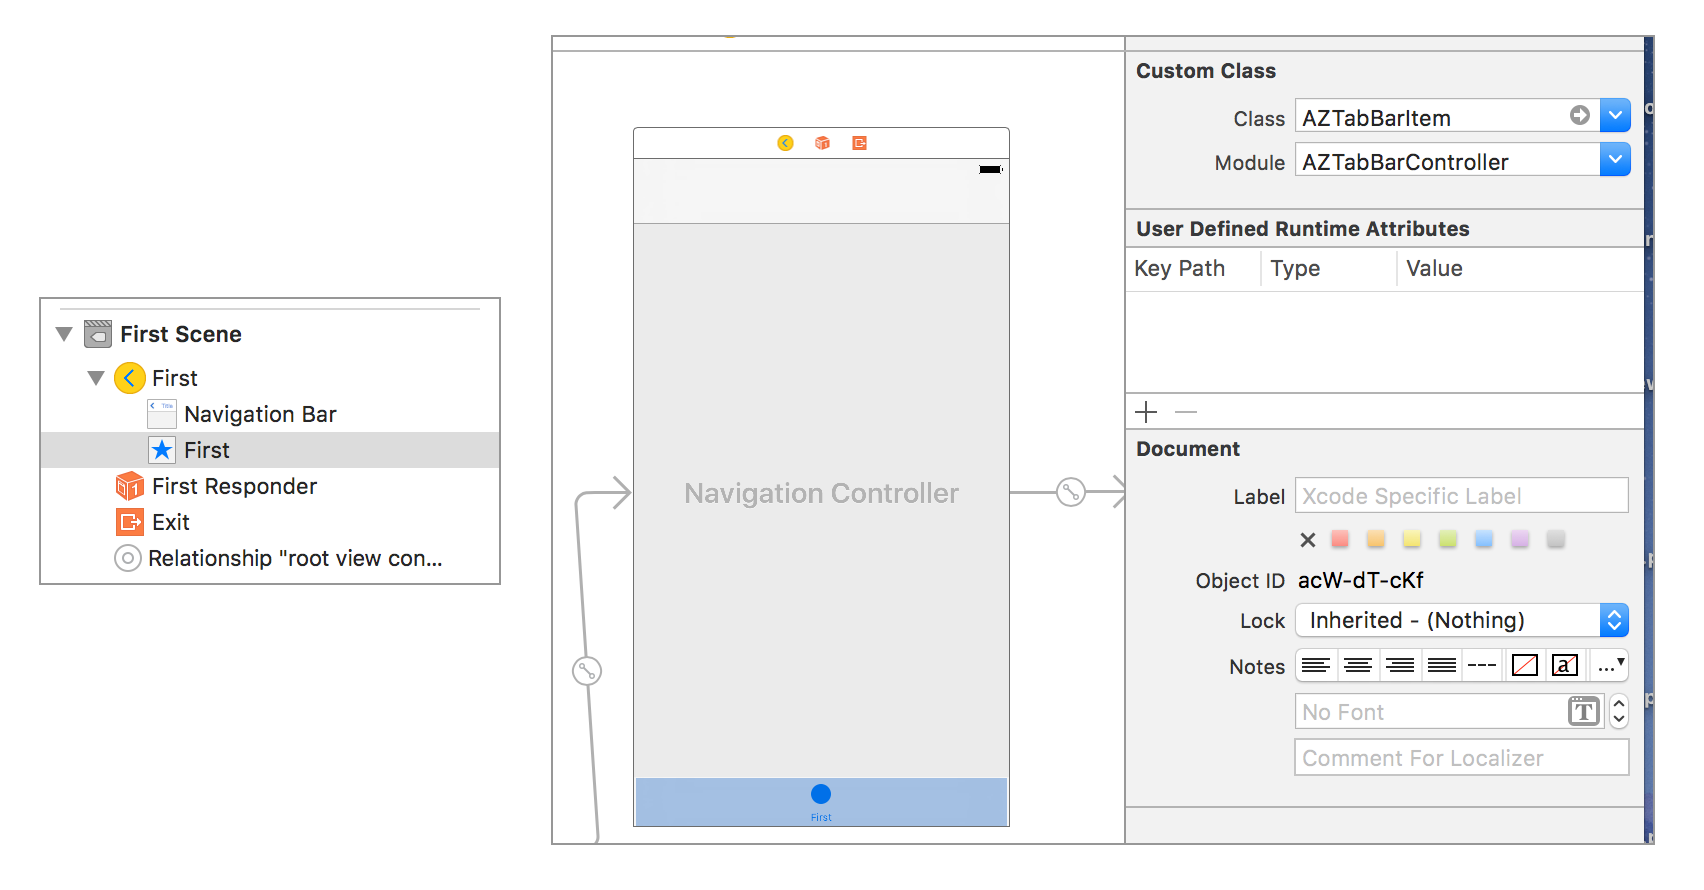 First Scene
First
Title
Navigation Bar
First
First Responder
Exit
Relationship "root view con...
Navigation Controller
First
Custom Class
Class AZTabBarItem
Module AZTabBarController
User Defined Runtime Attributes
Key Path Type Value
Document
Label Xcode Specific Label
Object ID acW-dT-cKf
Lock Inherited - (Nothing)
Notes
a
...
No Font T
Comment For Localizer